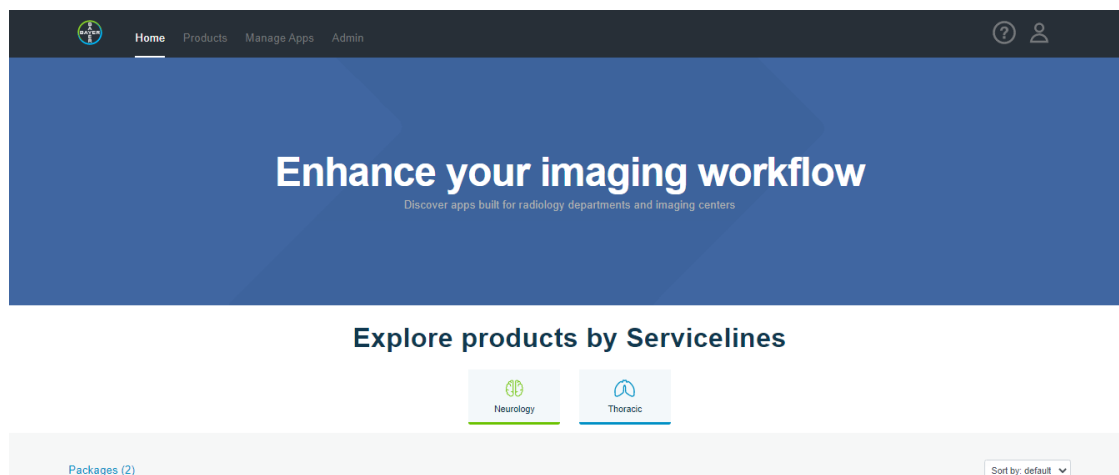 BAYER
Home Products Manage Apps Admin
?
Enhance your imaging workflow
Discover apps built for radiology departments and imaging centers
Explore products by Servicelines
Neurology Thoracic
Packages (2) Sort by: default